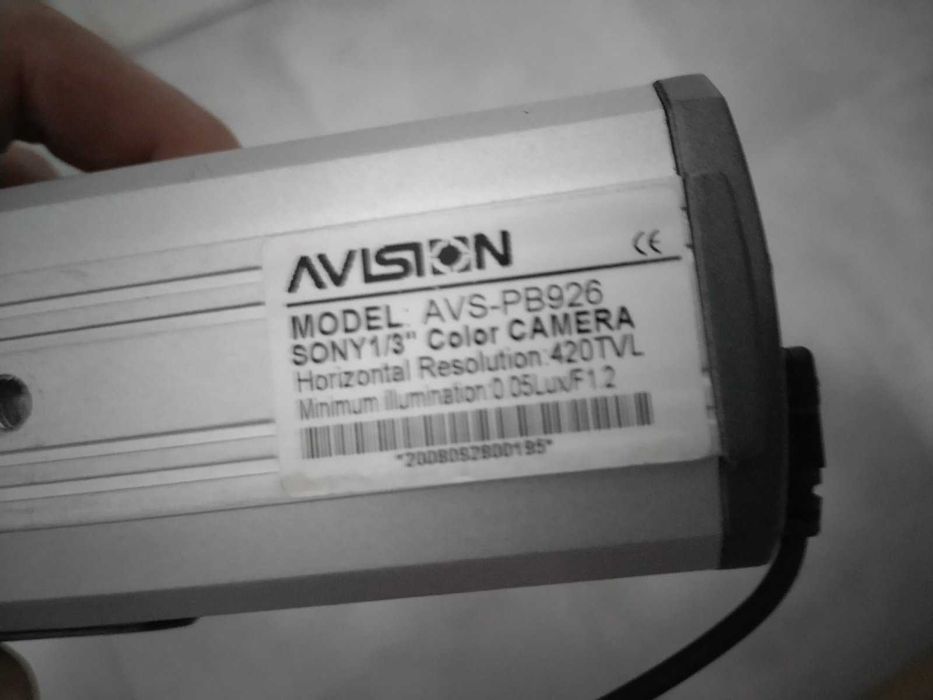 AVISION CE
MODEL: AVS-PB926
SONY1/3" Color CAMERA
Horizontal Resolution:420TVL
Minimum illumination:0.05Lux/F1.2
*2008052800195*